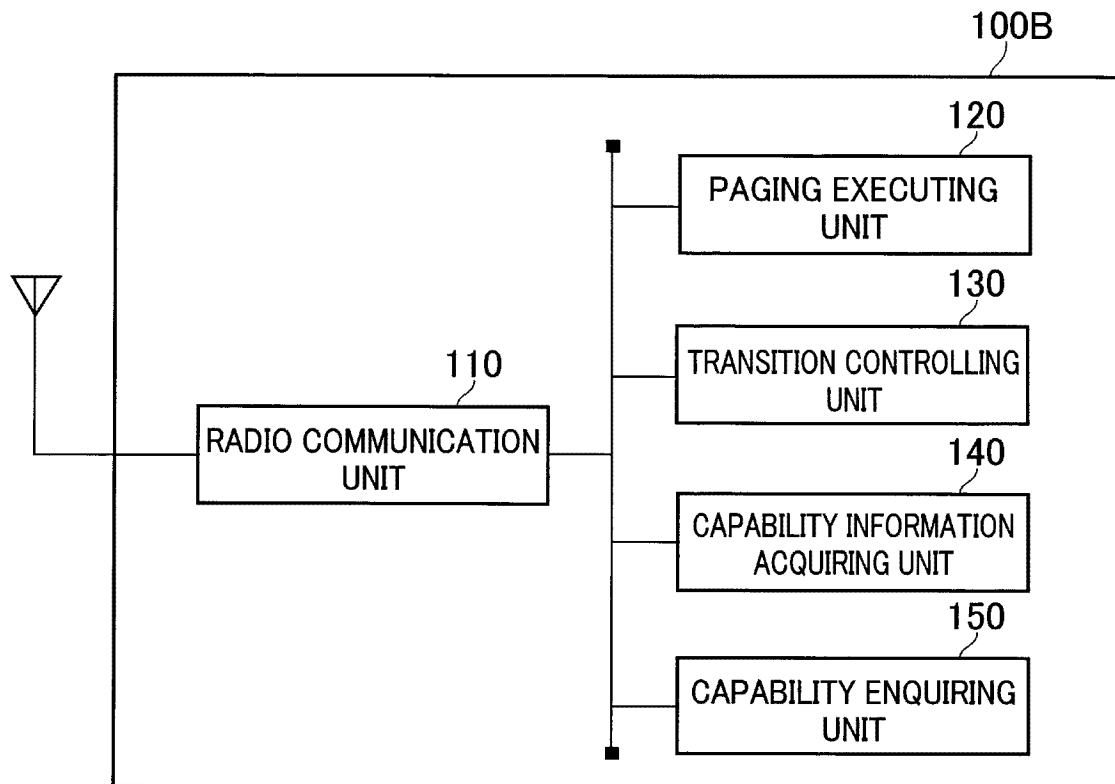 100B
120
PAGING EXECUTING
UNIT
130
TRANSITION CONTROLLING
UNIT
110
RADIO COMMUNICATION
UNIT
140
CAPABILITY INFORMATION
ACQUIRING UNIT
150
CAPABILITY ENQUIRING
UNIT